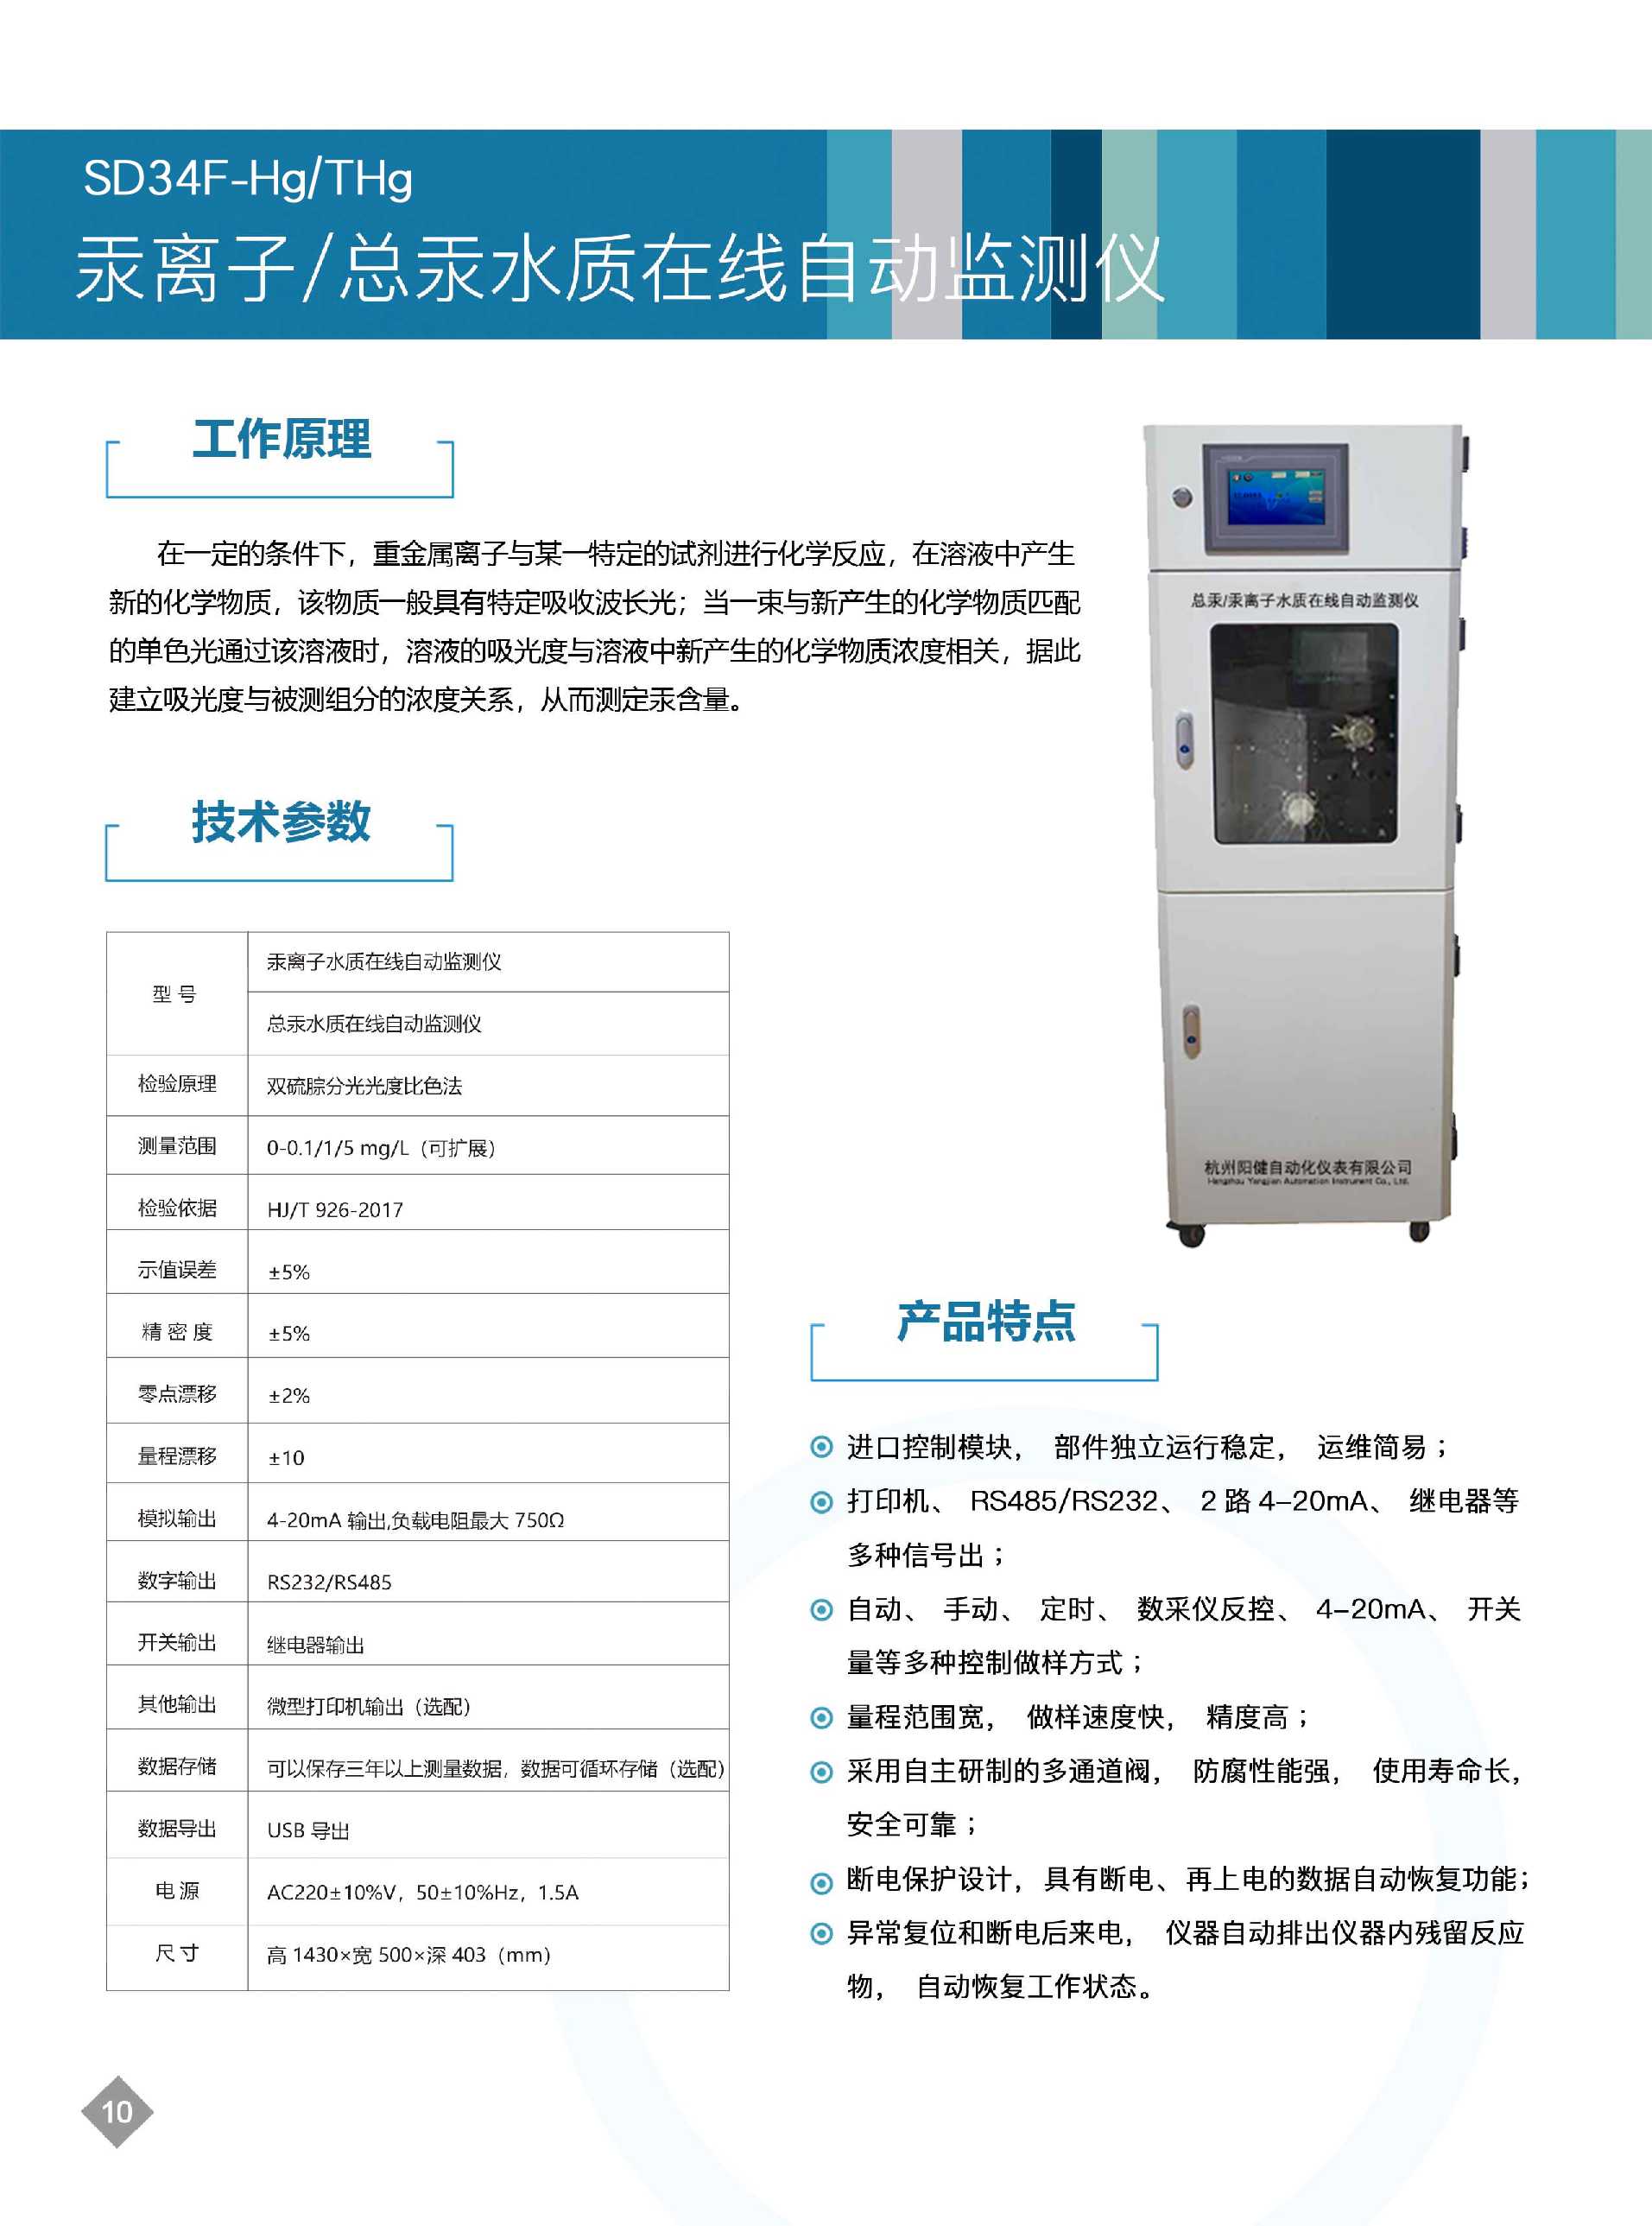 SD34F-Hg/THg
汞离子/总汞水质在线自动监测仪
工作原理
在一定的条件下，重金属离子与某一特定的试剂进行化学反应，在溶液中产生
新的化学物质，该物质一般具有特定吸收波长光；当一束与新产生的化学物质匹配
的单色光通过该溶液时，溶液的吸光度与溶液中新产生的化学物质浓度相关，据此
建立吸光度与被测组分的浓度关系，从而测定汞含量。
总汞/汞离子水质在线自动监测仪
杭州阳健自动化仪表有限公司
Hangzhou Yangjian Automation Instrument Co., Ltd.
技术参数
型 号
汞离子水质在线自动监测仪
总汞水质在线自动监测仪
检验原理 双硫腙分光光度比色法
测量范围 0-0.1/1/5 mg/L（可扩展）
检验依据 HJ/T 926-2017
示值误差 ±5%
精 密 度 ±5%
零点漂移 ±2%
量程漂移 ±10
模拟输出 4-20mA 输出,负载电阻最大 750Ω
数字输出 RS232/RS485
开关输出 继电器输出
其他输出 微型打印机输出（选配）
数据存储 可以保存三年以上测量数据，数据可循环存储（选配）
数据导出 USB 导出
电 源 AC220±10%V，50±10%Hz，1.5A
尺 寸 高 1430×宽 500×深 403（mm）
产品特点
进口控制模块， 部件独立运行稳定， 运维简易；
打印机、 RS485/RS232、 2 路 4-20mA、 继电器等
多种信号出；
自动、 手动、 定时、 数采仪反控、 4-20mA、 开关
量等多种控制做样方式；
量程范围宽， 做样速度快， 精度高；
采用自主研制的多通道阀， 防腐性能强， 使用寿命长，
安全可靠；
断电保护设计，具有断电、再上电的数据自动恢复功能；
异常复位和断电后来电， 仪器自动排出仪器内残留反应
物， 自动恢复工作状态。
10